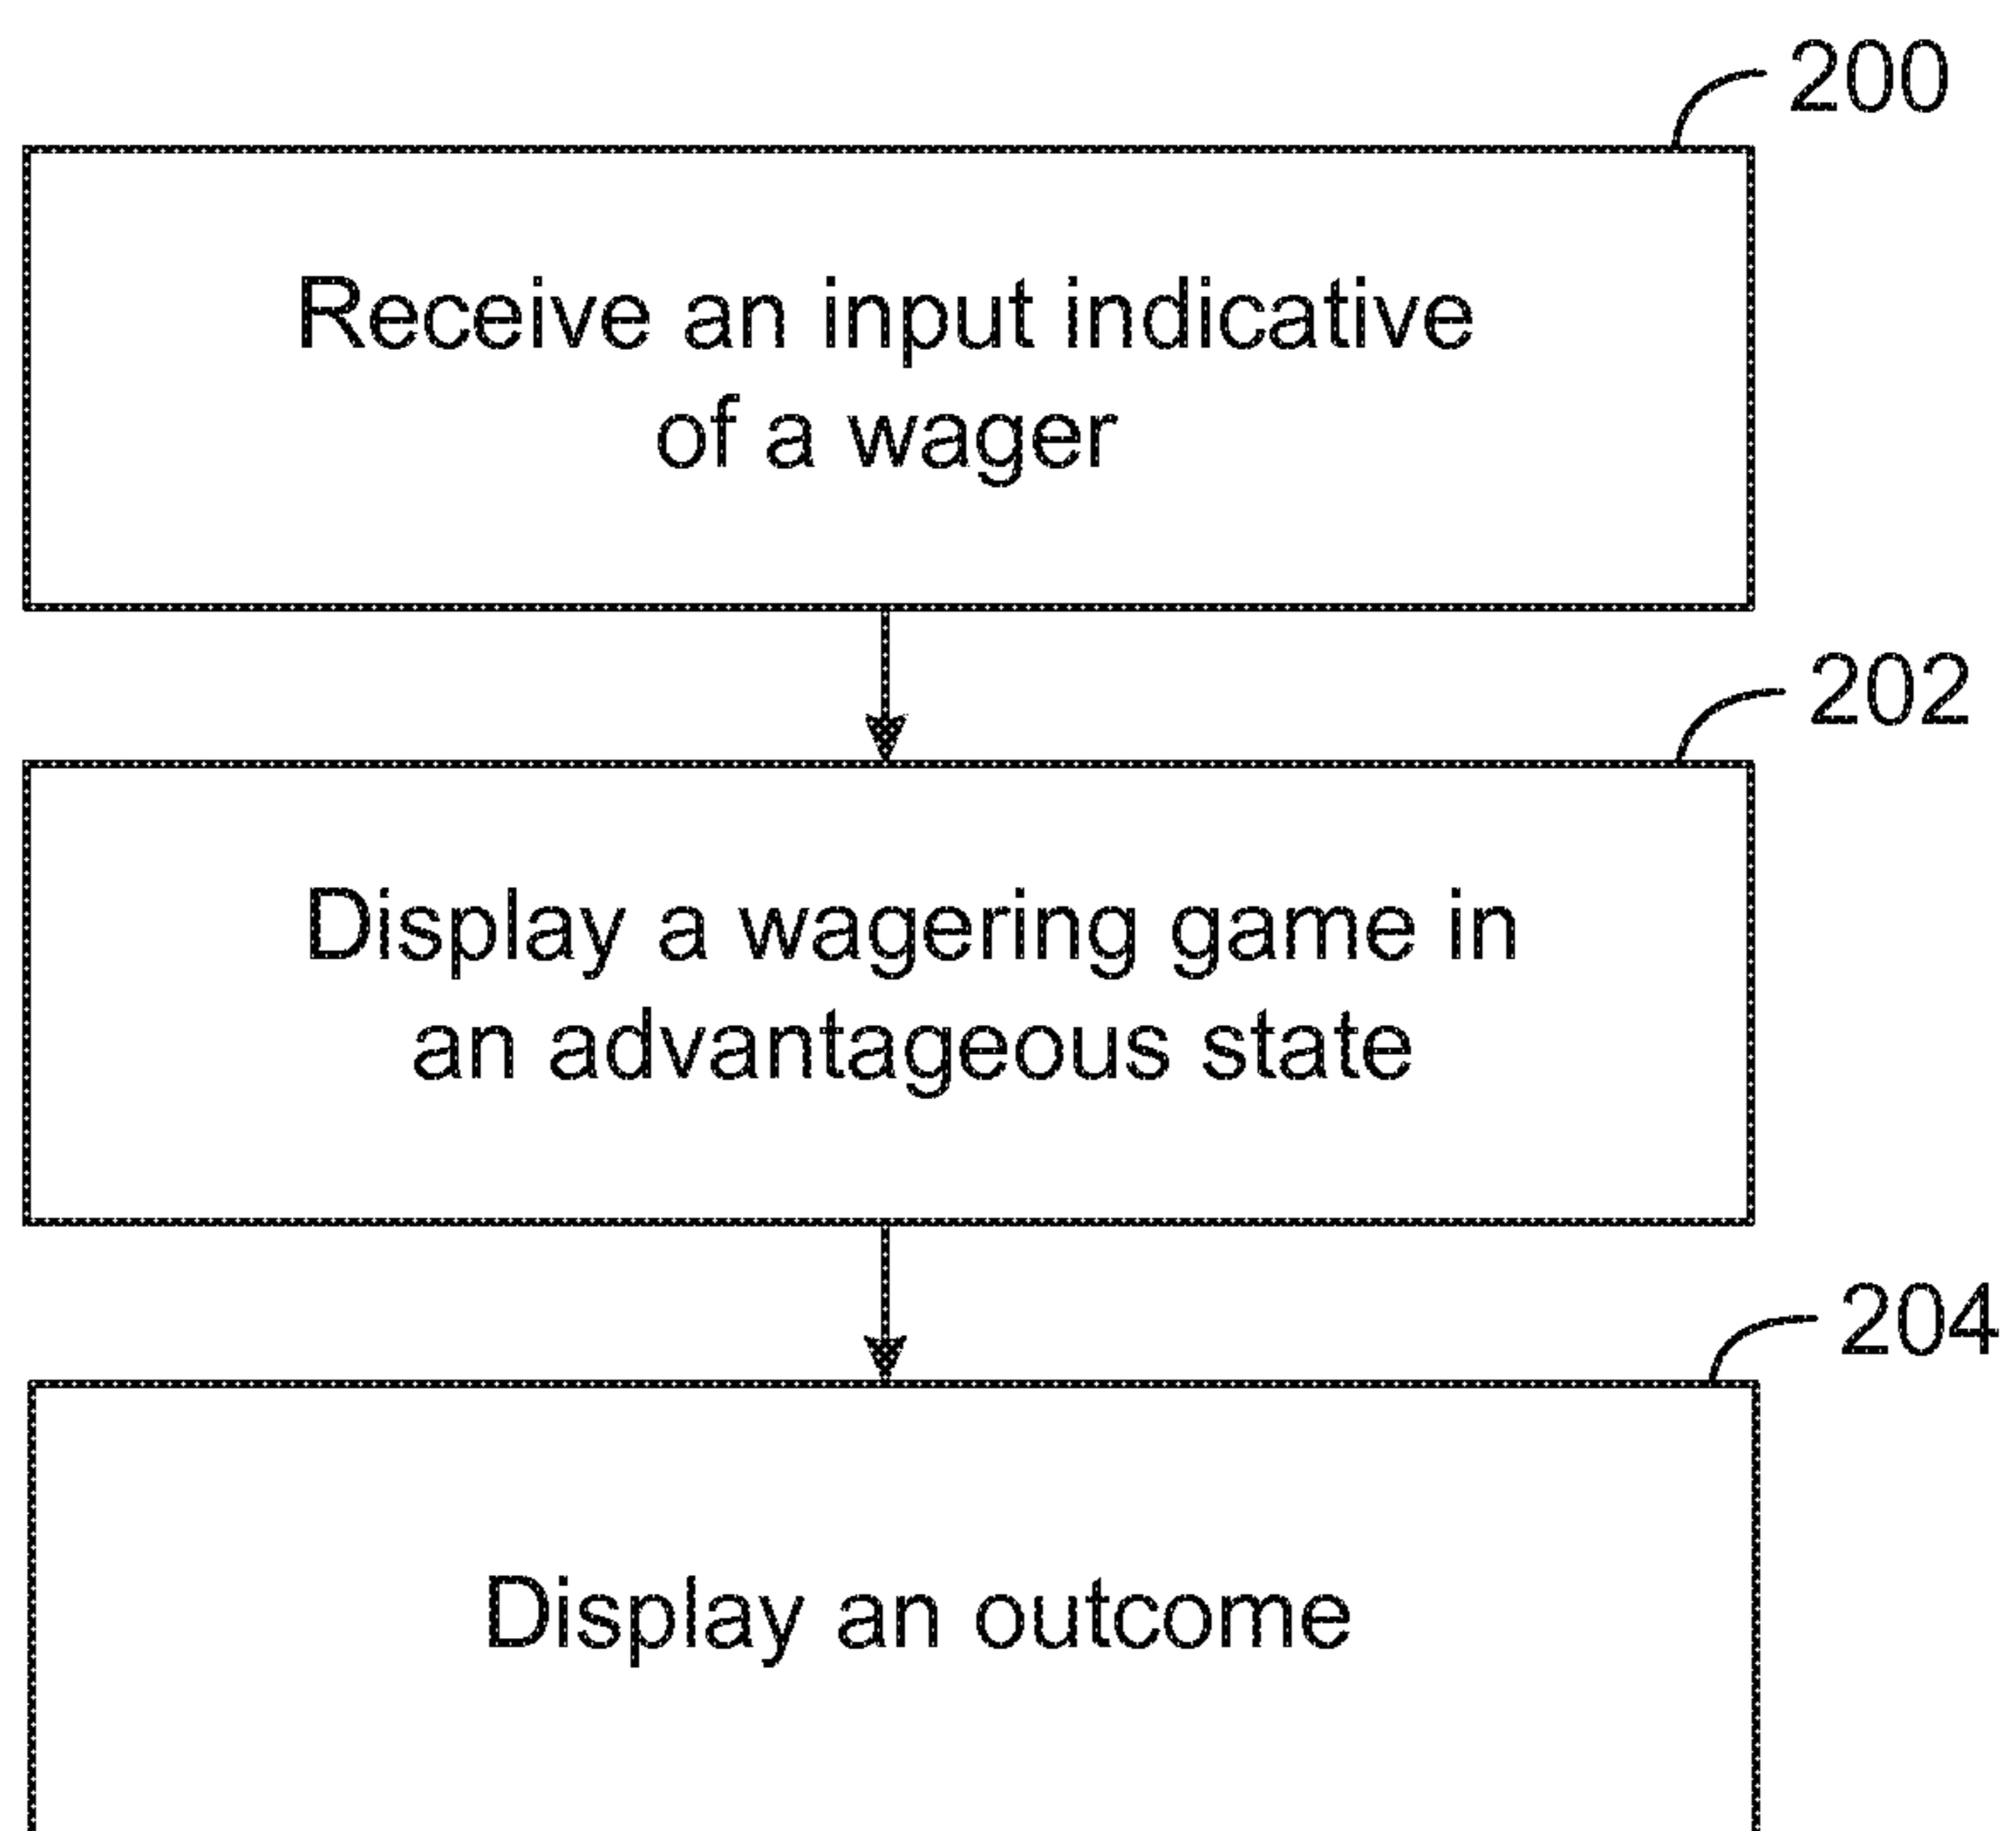 200
Receive an input indicative
of a wager
202
Display a wagering game in
an advantageous state
204
Display an outcome